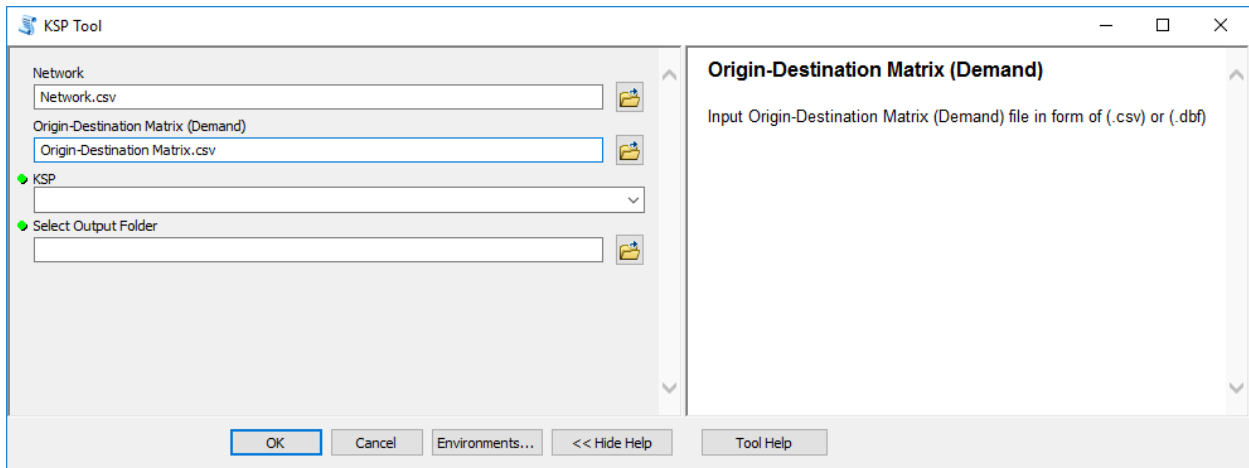 KSP Tool
Network
Network.csv
Origin-Destination Matrix (Demand)
Origin-Destination Matrix.csv
KSP
Select Output Folder
Origin-Destination Matrix (Demand)
Input Origin-Destination Matrix (Demand) file in form of (.csv) or (.dbf)
OK Cancel Environments... << Hide Help Tool Help